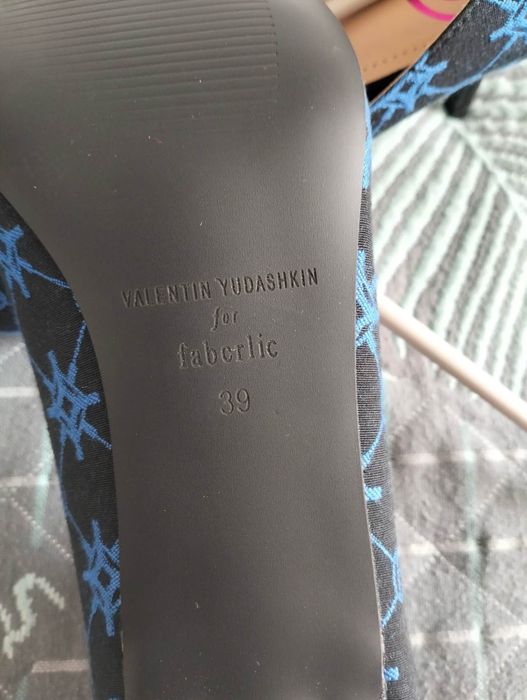 VALENTIN YUDASHKIN
for
faberlic
39